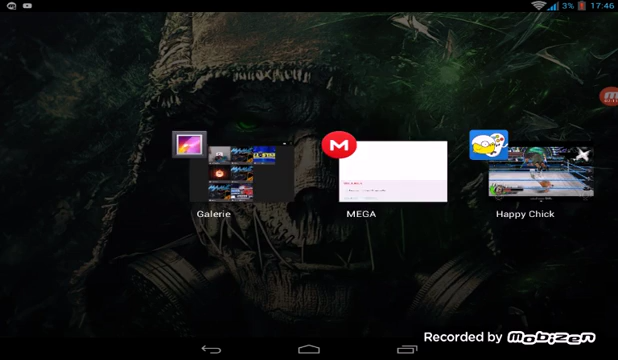 3% 17:46
Galerie
MEGA
Happy Chick
Recorded by Mobizen